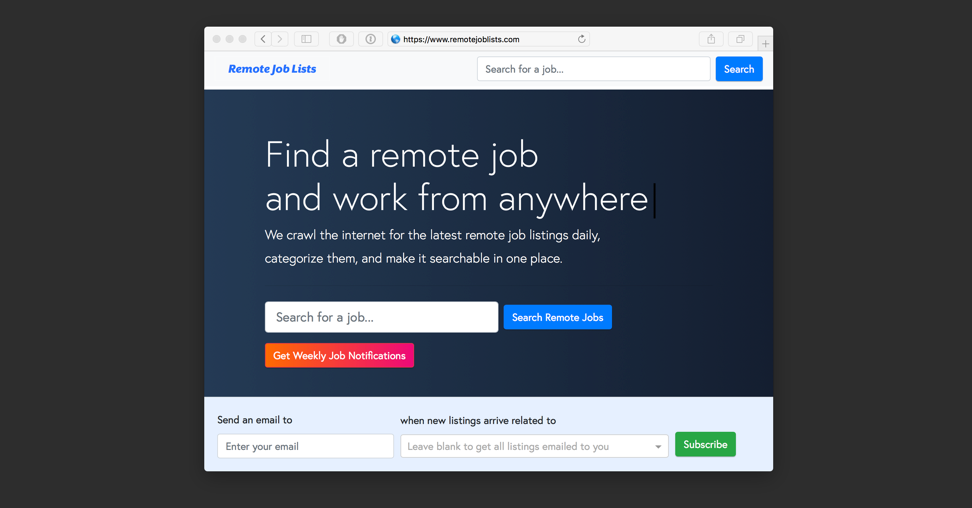 https://www.remotejoblists.com
Remote Job Lists
Search for a job...
Search
Find a remote job
and work from anywhere
We crawl the internet for the latest remote job listings daily,
categorize them, and make it searchable in one place.
Search for a job...
Search Remote Jobs
Get Weekly Job Notifications
Send an email to
when new listings arrive related to
Enter your email
Leave blank to get all listings emailed to you
Subscribe